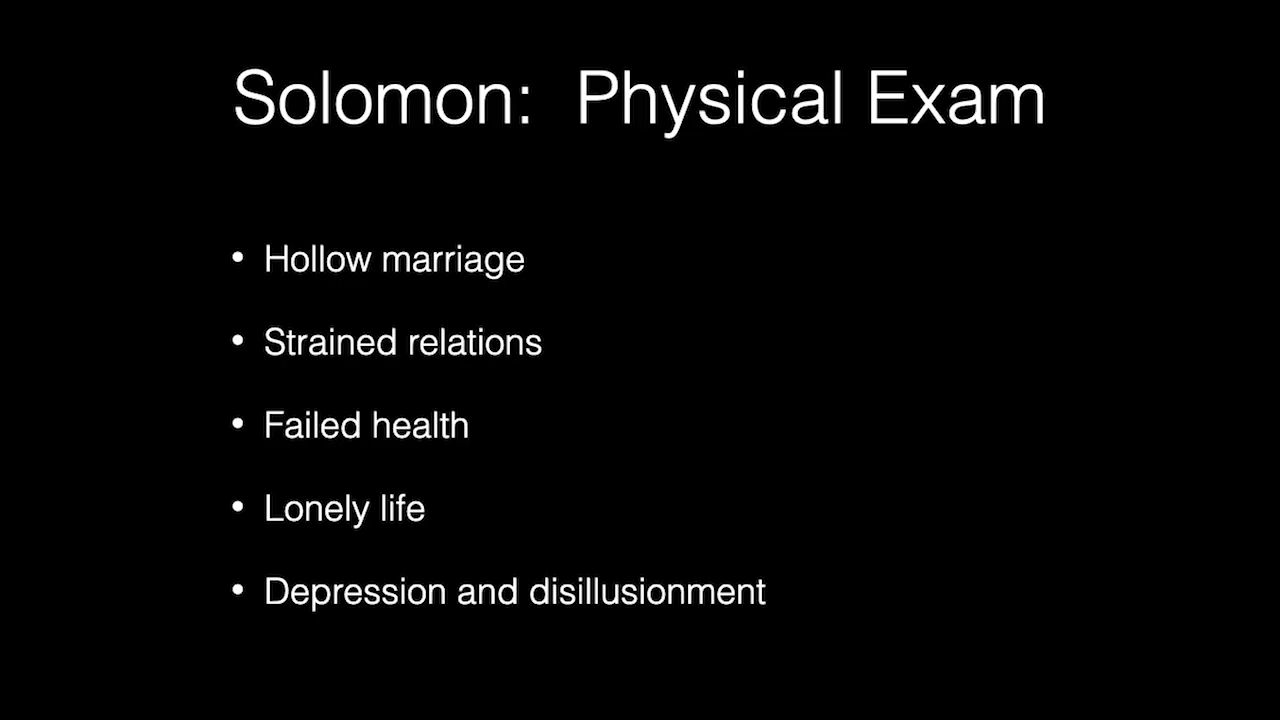 Solomon:  Physical Exam
• Hollow marriage
• Strained relations
• Failed health
• Lonely life
• Depression and disillusionment